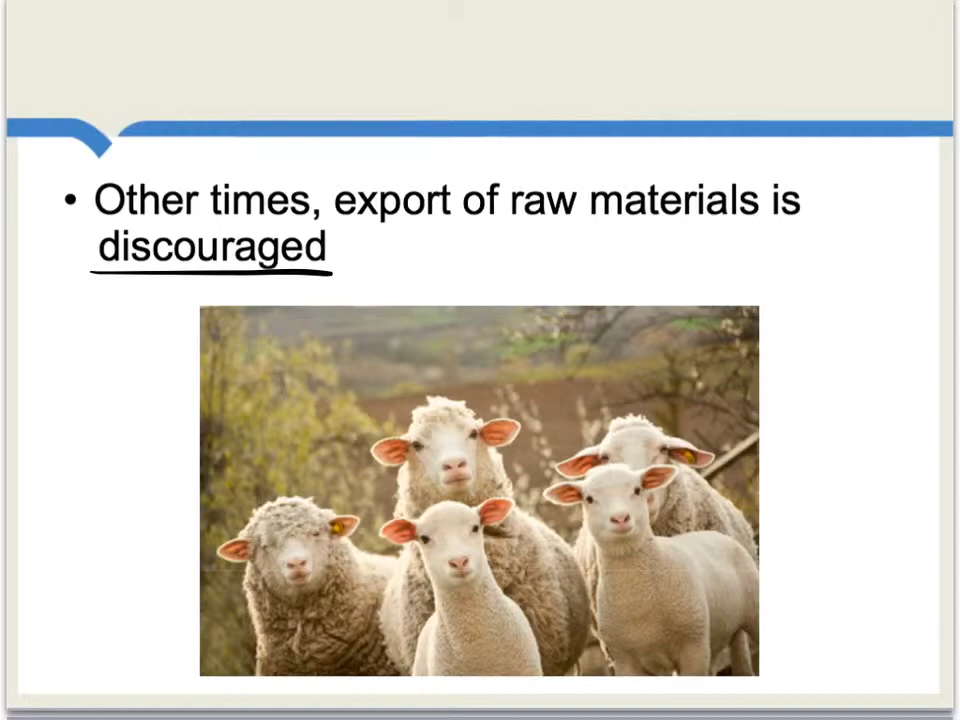 • Other times, export of raw materials is
discouraged